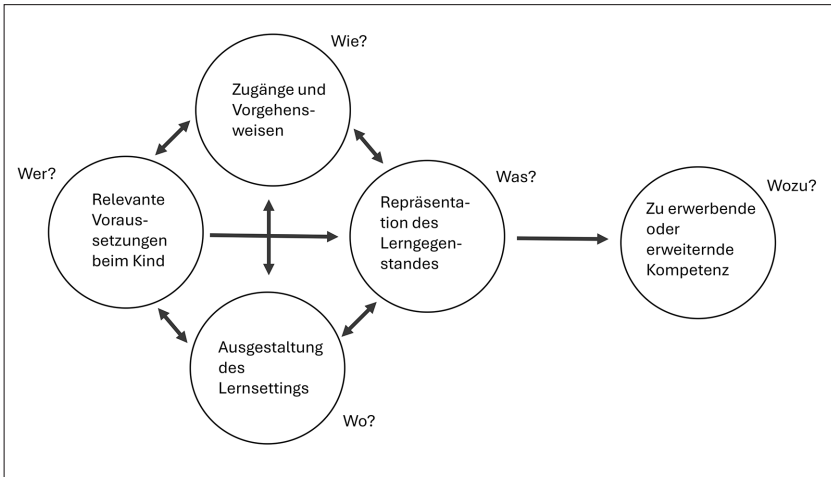 Wie?
Zugänge und
Vorgehens-
weisen
Wer?
Relevante
Voraus-
setzungen
beim Kind
Was?
Repräsenta-
tion des
Lerngegen-
standes
Wozu?
Zu erwerbende
oder
erweiternde
Kompetenz
Ausgestaltung
des
Lernsettings
Wo?